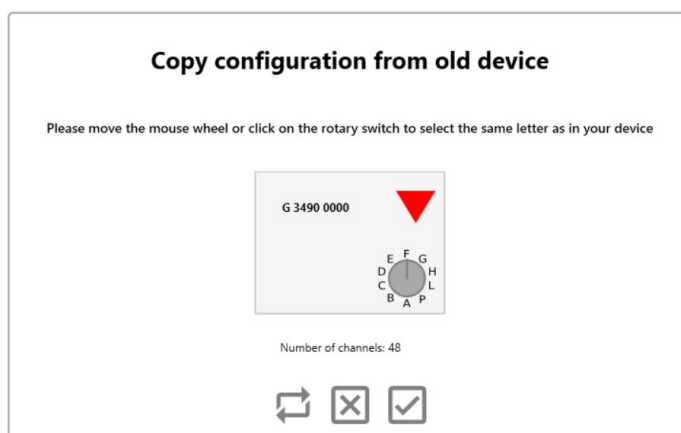 Copy configuration from old device
Please move the mouse wheel or click on the rotary switch to select the same letter as in your device
G 3490 0000
F
E G
D H
C L
B P
A
Number of channels: 48